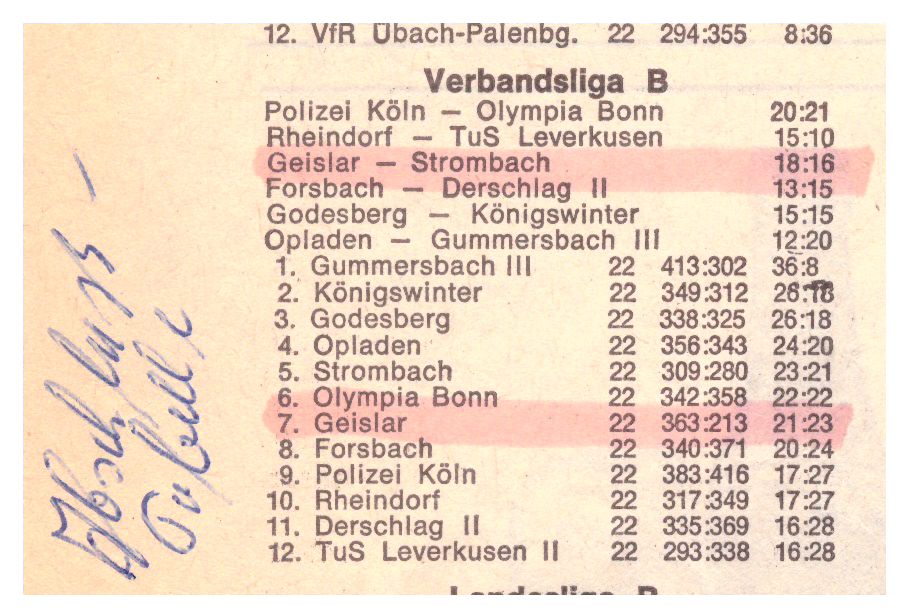 12. VfR Übach-Palenbg. 22 294:355 8:36
Verbandsliga B
Polizei Köln — Olympia Bonn 20:21
Rheindorf — TuS Leverkusen 15:10
Geislar — Strombach 18:16
Forsbach — Derschlag II 13:15
Godesberg — Königswinter 15:15
Opladen — Gummersbach III 12:20
1. Gummersbach III 22 413:302 36:8
2. Königswinter 22 349:312 26:18
3. Godesberg 22 338:325 26:18
4. Opladen 22 356:343 24:20
5. Strombach 22 309:280 23:21
6. Olympia Bonn 22 342:358 22:22
7. Geislar 22 363:213 21:23
8. Forsbach 22 340:371 20:24
9. Polizei Köln 22 383:416 17:27
10. Rheindorf 22 317:349 17:27
11. Derschlag II 22 335:369 16:28
12. TuS Leverkusen II 22 293:338 16:28
Landesliga B
Abschluss-
Tabelle